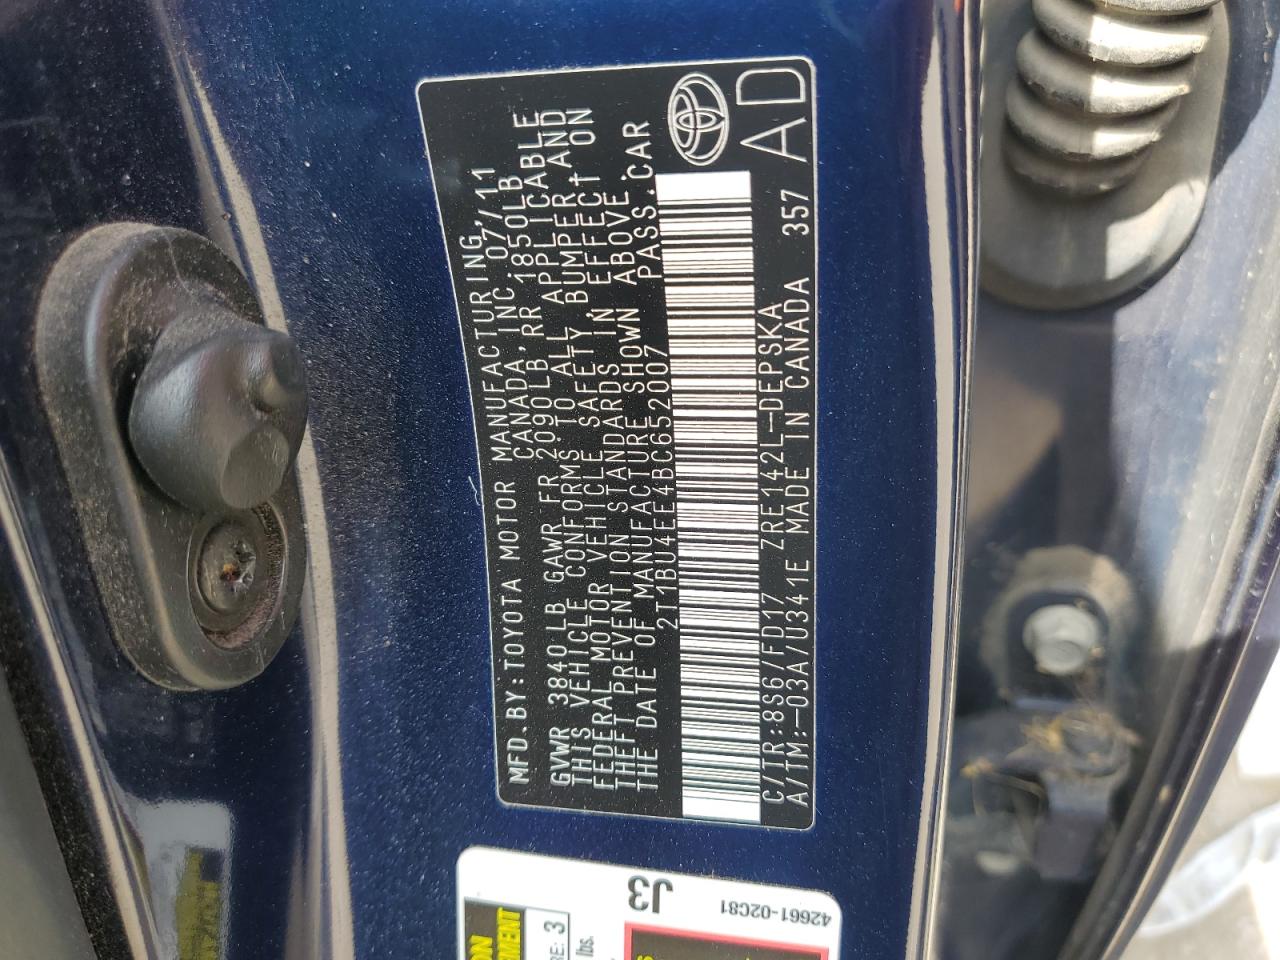 MFD.BY:TOYOTA MOTOR MANUFACTURING
CANADA,INC. 07/11
GVWR 3840LB GAWR FR 2090LB,RR 1850LB
THIS VEHICLE CONFORMS TO ALL APPLICABLE
FEDERAL MOTOR VEHICLE SAFETY,BUMPER,AND
THEFT PREVENTION STANDARDS IN EFFECT ON
THE DATE OF MANUFACTURE SHOWN ABOVE.
2T1BU4EE4BC652007 PASS.CAR
C/TR:8S6/FD17 ZRE142L-DEPSKA
A/TM:-03A/U341E MADE IN CANADA 357
AD
J3
42661-02C81
3
lbs.